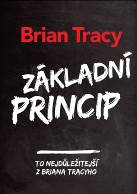 Brian Tracy
ZÁKLADNÍ
PRINCIP
TO NEJDŮLEŽITĚJŠÍ
Z BRIANA TRACYHO